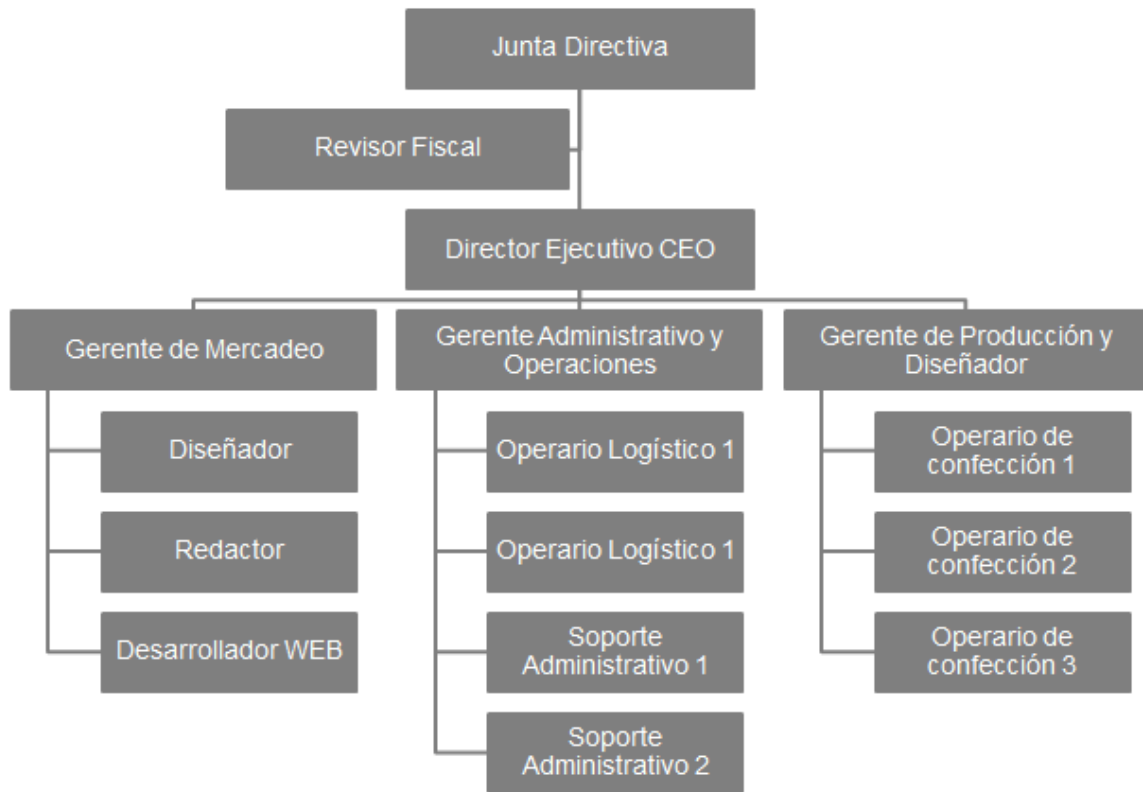 Junta Directiva
Revisor Fiscal
Director Ejecutivo CEO
Gerente de Mercadeo
Diseñador
Redactor
Desarrollador WEB
Gerente Administrativo y
Operaciones
Operario Logístico 1
Operario Logístico 1
Soporte
Administrativo 1
Soporte
Administrativo 2
Gerente de Producción y
Diseñador
Operario de
confección 1
Operario de
confección 2
Operario de
confección 3